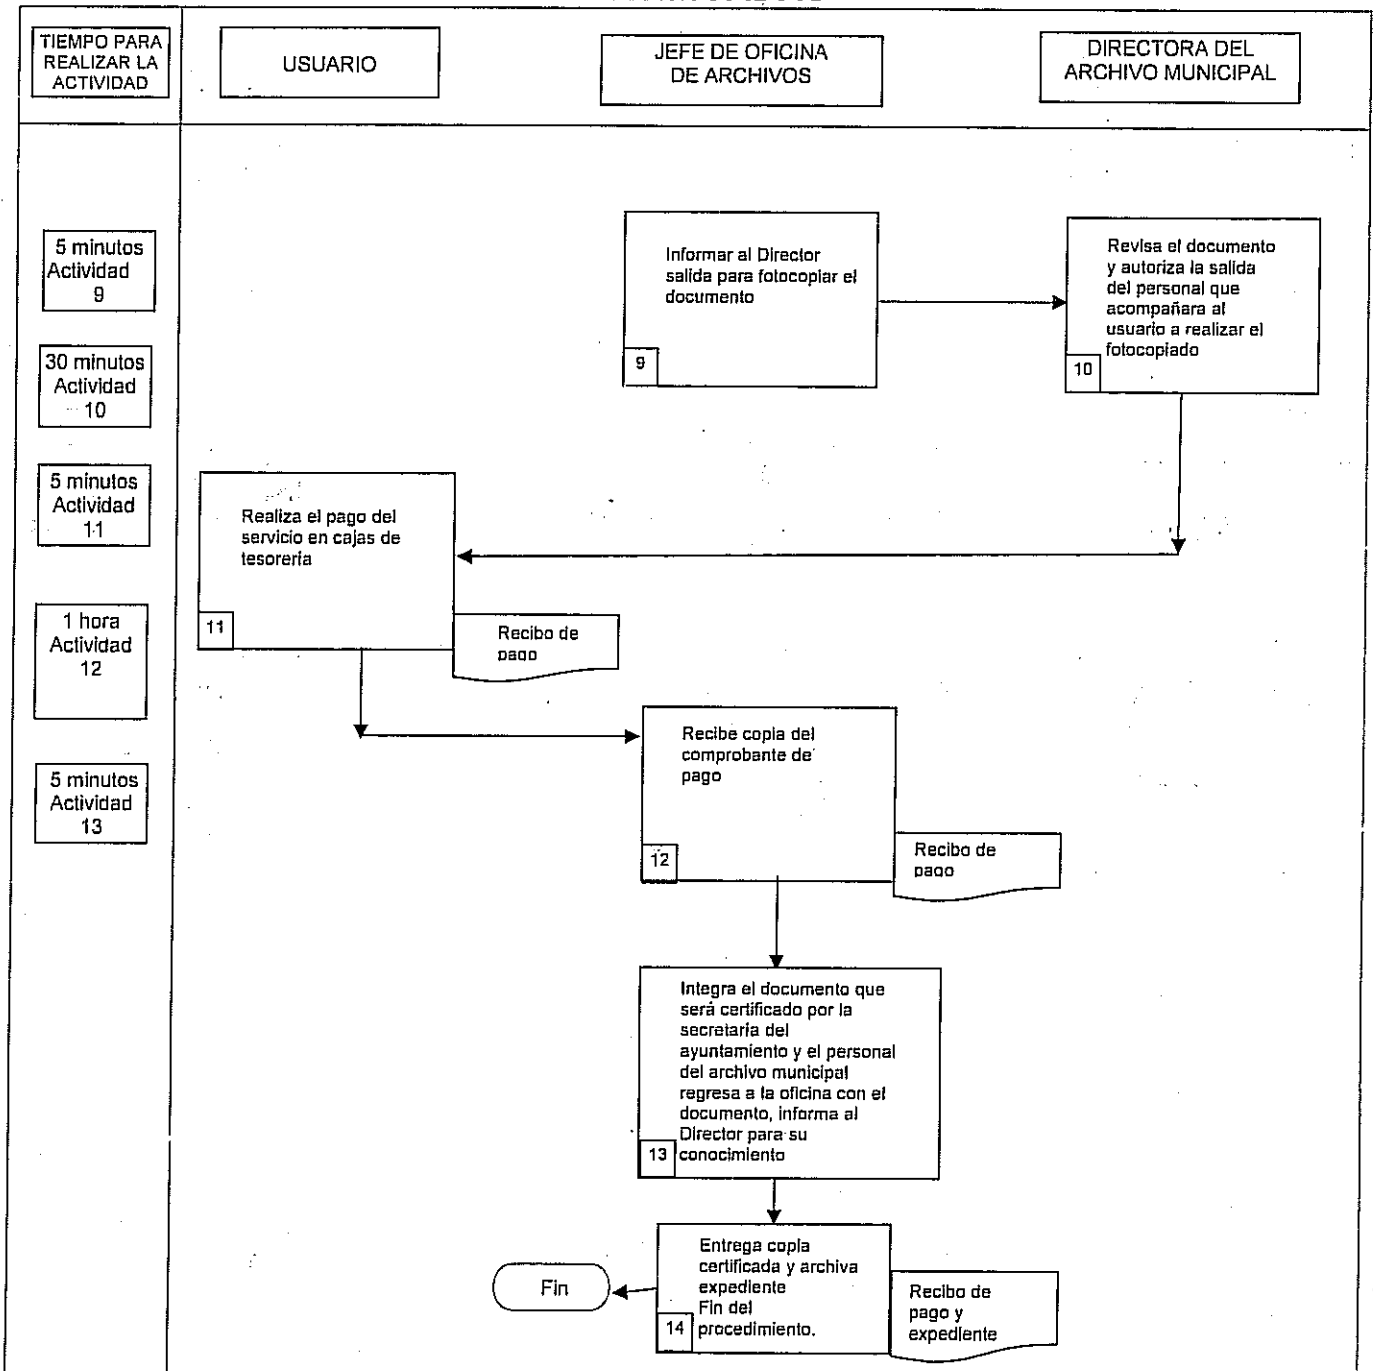 TIEMPO PARA
REALIZAR LA
ACTIVIDAD
USUARIO
JEFE DE OFICINA
DE ARCHIVOS
DIRECTORA DEL
ARCHIVO MUNICIPAL
5 minutos
Actividad
9
Informar al Director
salida para fotocopiar el
documento
9
Revisa el documento
y autoriza la salida
del personal que
acompañara al
usuario a realizar el
fotocopiado
10
30 minutos
Actividad
10
5 minutos
Actividad
11
Realiza el pago del
servicio en cajas de
tesorería
11
Recibo de
pago
1 hora
Actividad
12
Recibe copia del
comprobante de
pago
12
Recibo de
pago
5 minutos
Actividad
13
Integra el documento que
será certificado por la
secretaría del
ayuntamiento y el personal
del archivo municipal
regresa a la oficina con el
documento, informa al
Director para su
13 conocimiento
Entrega copia
certificada y archiva
expediente
Fin del
14 procedimiento.
Fin
Recibo de
pago y
expediente